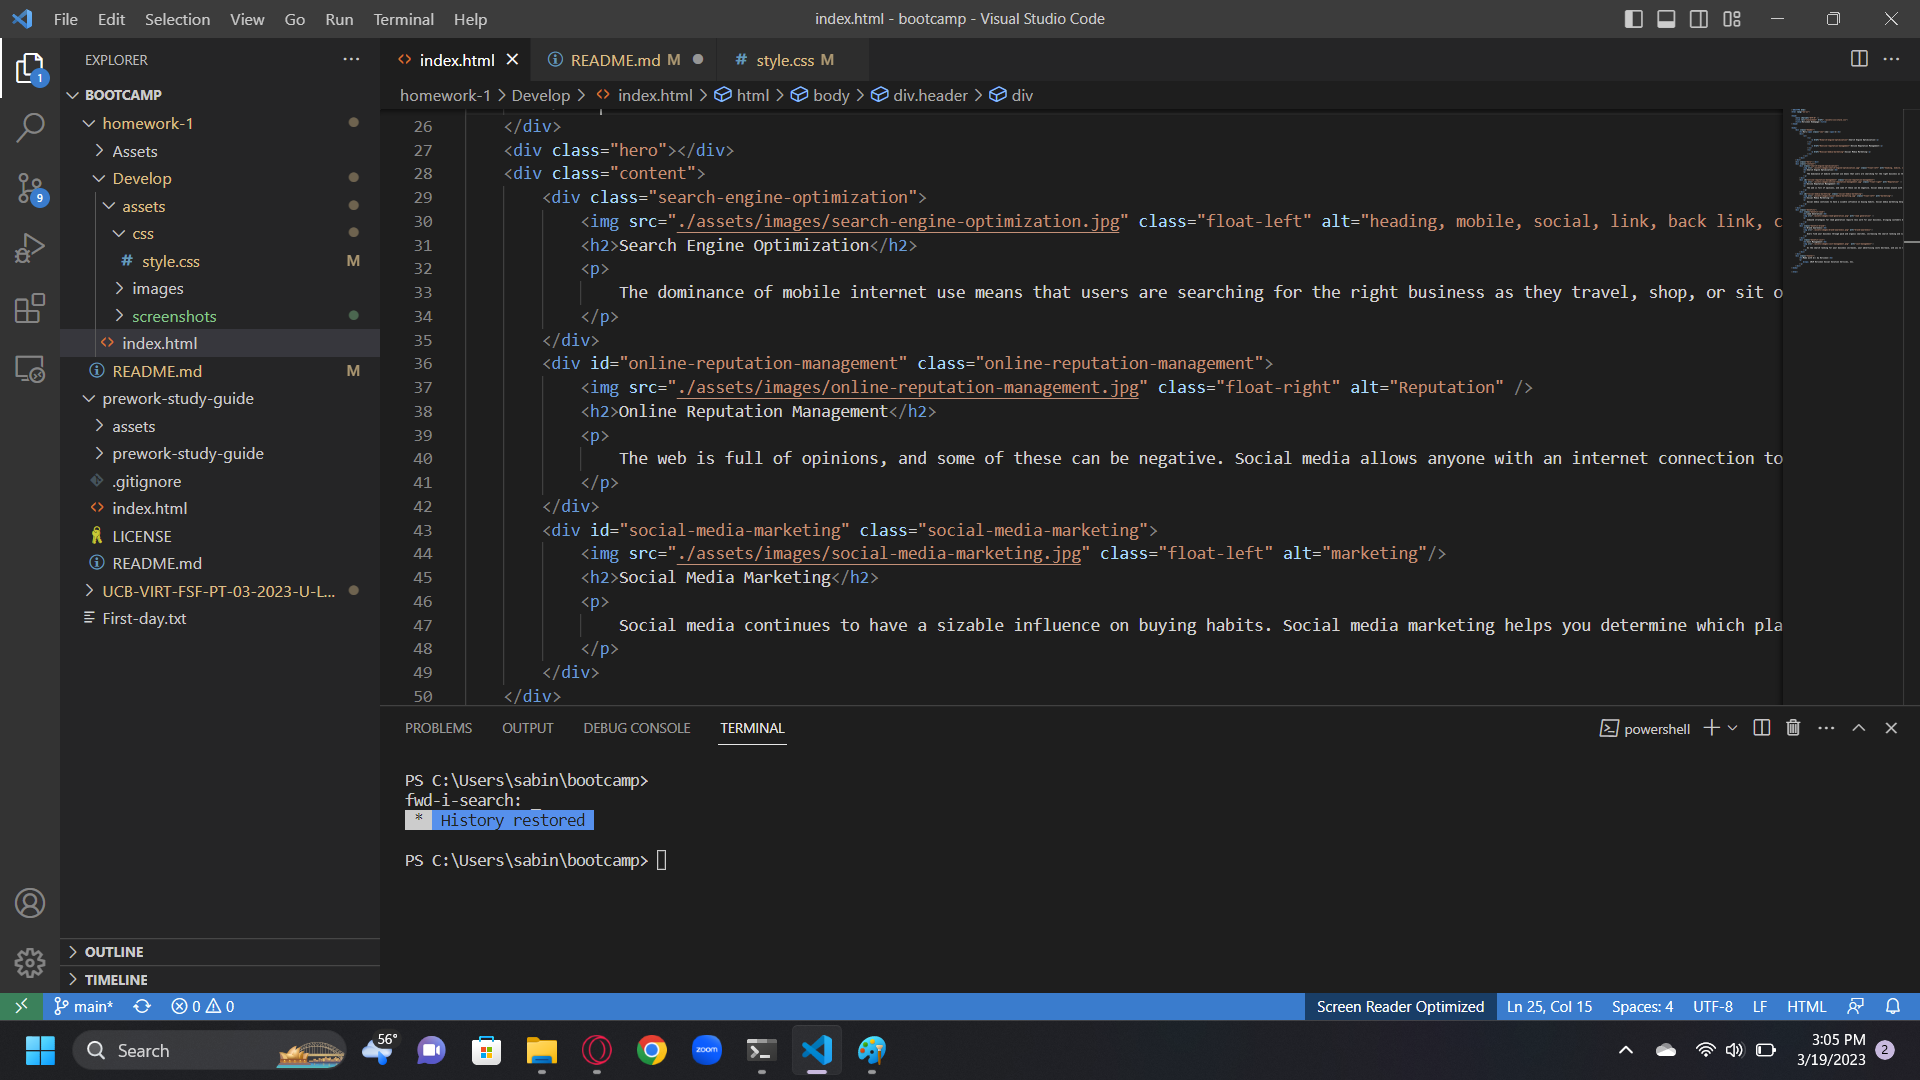 File Edit Selection View Go Run Terminal Help
index.html - bootcamp - Visual Studio Code
EXPLORER
BOOTCAMP
homework-1
Assets
Develop
assets
css
# style.css M
images
screenshots
index.html
README.md M
prework-study-guide
assets
prework-study-guide
.gitignore
index.html
LICENSE
README.md
UCB-VIRT-FSF-PT-03-2023-U-L...
First-day.txt
OUTLINE
TIMELINE
1
9
index.html README.md M # style.css M
homework-1 > Develop > index.html > html > body > div.header > div
26 </div>
27 <div class="hero"></div>
28 <div class="content">
29 <div class="search-engine-optimization">
30 <img src="./assets/images/search-engine-optimization.jpg" class="float-left" alt="heading, mobile, social, link, back link, c
31 <h2>Search Engine Optimization</h2>
32 <p>
33 The dominance of mobile internet use means that users are searching for the right business as they travel, shop, or sit o
34 </p>
35 </div>
36 <div id="online-reputation-management" class="online-reputation-management">
37 <img src="./assets/images/online-reputation-management.jpg" class="float-right" alt="Reputation" />
38 <h2>Online Reputation Management</h2>
39 <p>
40 The web is full of opinions, and some of these can be negative. Social media allows anyone with an internet connection to
41 </p>
42 </div>
43 <div id="social-media-marketing" class="social-media-marketing">
44 <img src="./assets/images/social-media-marketing.jpg" class="float-left" alt="marketing"/>
45 <h2>Social Media Marketing</h2>
46 <p>
47 Social media continues to have a sizable influence on buying habits. Social media marketing helps you determine which pla
48 </p>
49 </div>
50 </div>
PROBLEMS OUTPUT DEBUG CONSOLE TERMINAL
powershell
PS C:\Users\sabin\bootcamp>
fwd-i-search: _
* History restored
PS C:\Users\sabin\bootcamp>
main* 0 0
Screen Reader Optimized Ln 25, Col 15 Spaces: 4 UTF-8 LF HTML
Search
56°
zoom
3:05 PM
3/19/2023
2